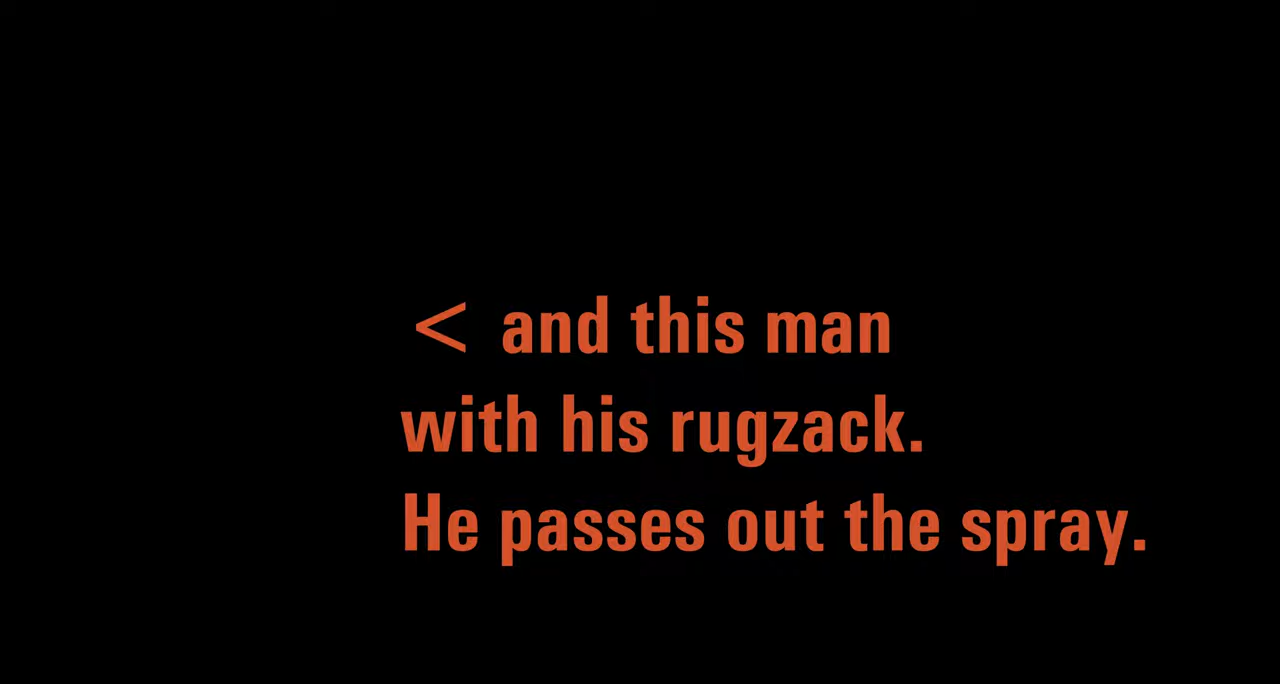 < and this man
with his rugzack.
He passes out the spray.